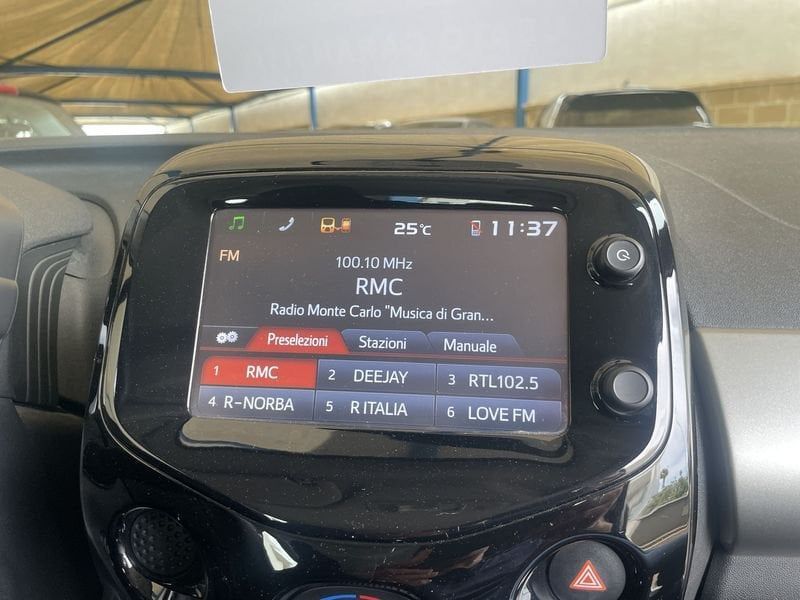 25°C 11:37
FM
100.10 MHz
RMC
Radio Monte Carlo "Musica di Gran...
Preselezioni Stazioni Manuale
1 RMC 2 DEEJAY 3 RTL102.5
4 R-NORBA 5 R ITALIA 6 LOVE FM